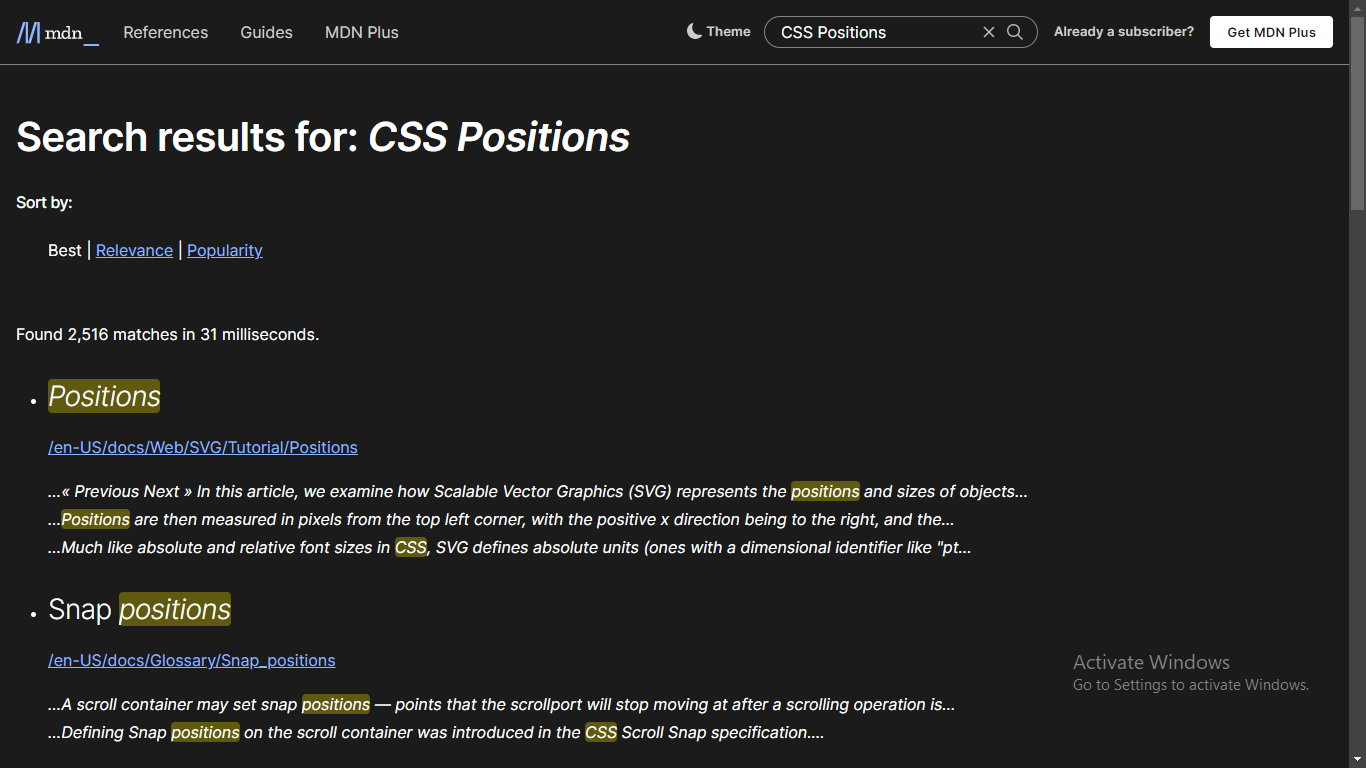 mdn_ References Guides MDN Plus Theme CSS Positions Already a subscriber? Get MDN Plus
Search results for: CSS Positions
Sort by:
Best | Relevance | Popularity
Found 2,516 matches in 31 milliseconds.
• Positions
/en-US/docs/Web/SVG/Tutorial/Positions
...« Previous Next » In this article, we examine how Scalable Vector Graphics (SVG) represents the positions and sizes of objects...
...Positions are then measured in pixels from the top left corner, with the positive x direction being to the right, and the...
...Much like absolute and relative font sizes in CSS, SVG defines absolute units (ones with a dimensional identifier like "pt...
• Snap positions
/en-US/docs/Glossary/Snap_positions
...A scroll container may set snap positions — points that the scrollport will stop moving at after a scrolling operation is...
...Defining Snap positions on the scroll container was introduced in the CSS Scroll Snap specification....
Activate Windows
Go to Settings to activate Windows.